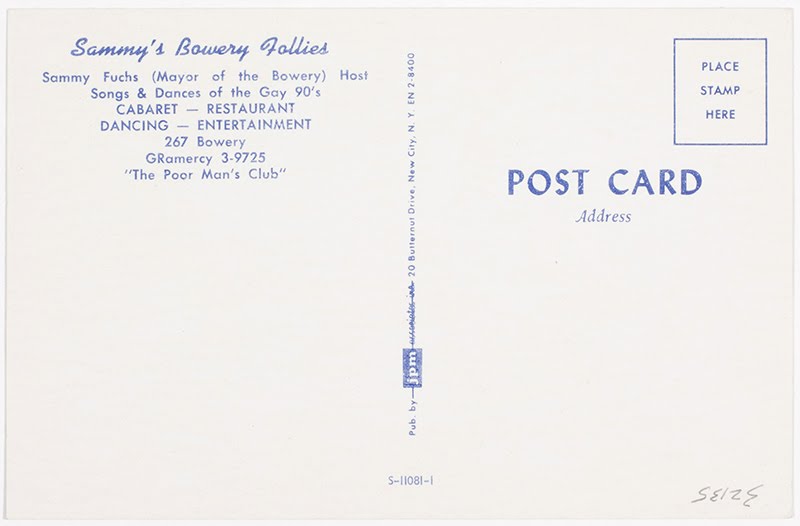 Sammy's Bowery Follies
Sammy Fuchs (Mayor of the Bowery) Host
Songs & Dances of the Gay 90's
CABARET — RESTAURANT
DANCING — ENTERTAINMENT
267 Bowery
GRamercy 3-9725
"The Poor Man's Club"
Pub. by jpm associates inc. 20 Butternut Drive, New City, N. Y. EN 2-8400
S-11081-1
PLACE
STAMP
HERE
POST CARD
Address